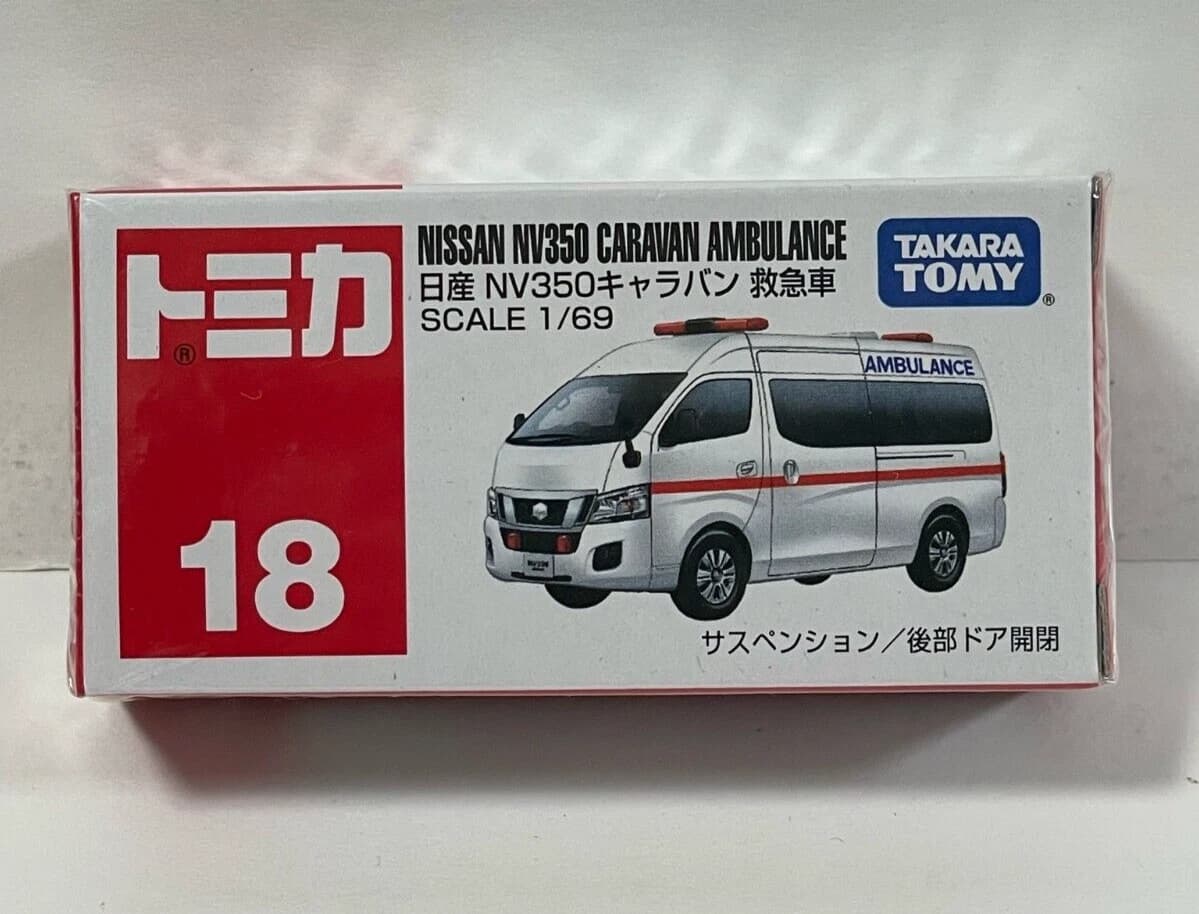 トミカ
®
18
NISSAN NV350 CARAVAN AMBULANCE
日産 NV350キャラバン 救急車
SCALE 1/69
TAKARA
TOMY
®
AMBULANCE
NV350
サスペンション／後部ドア開閉